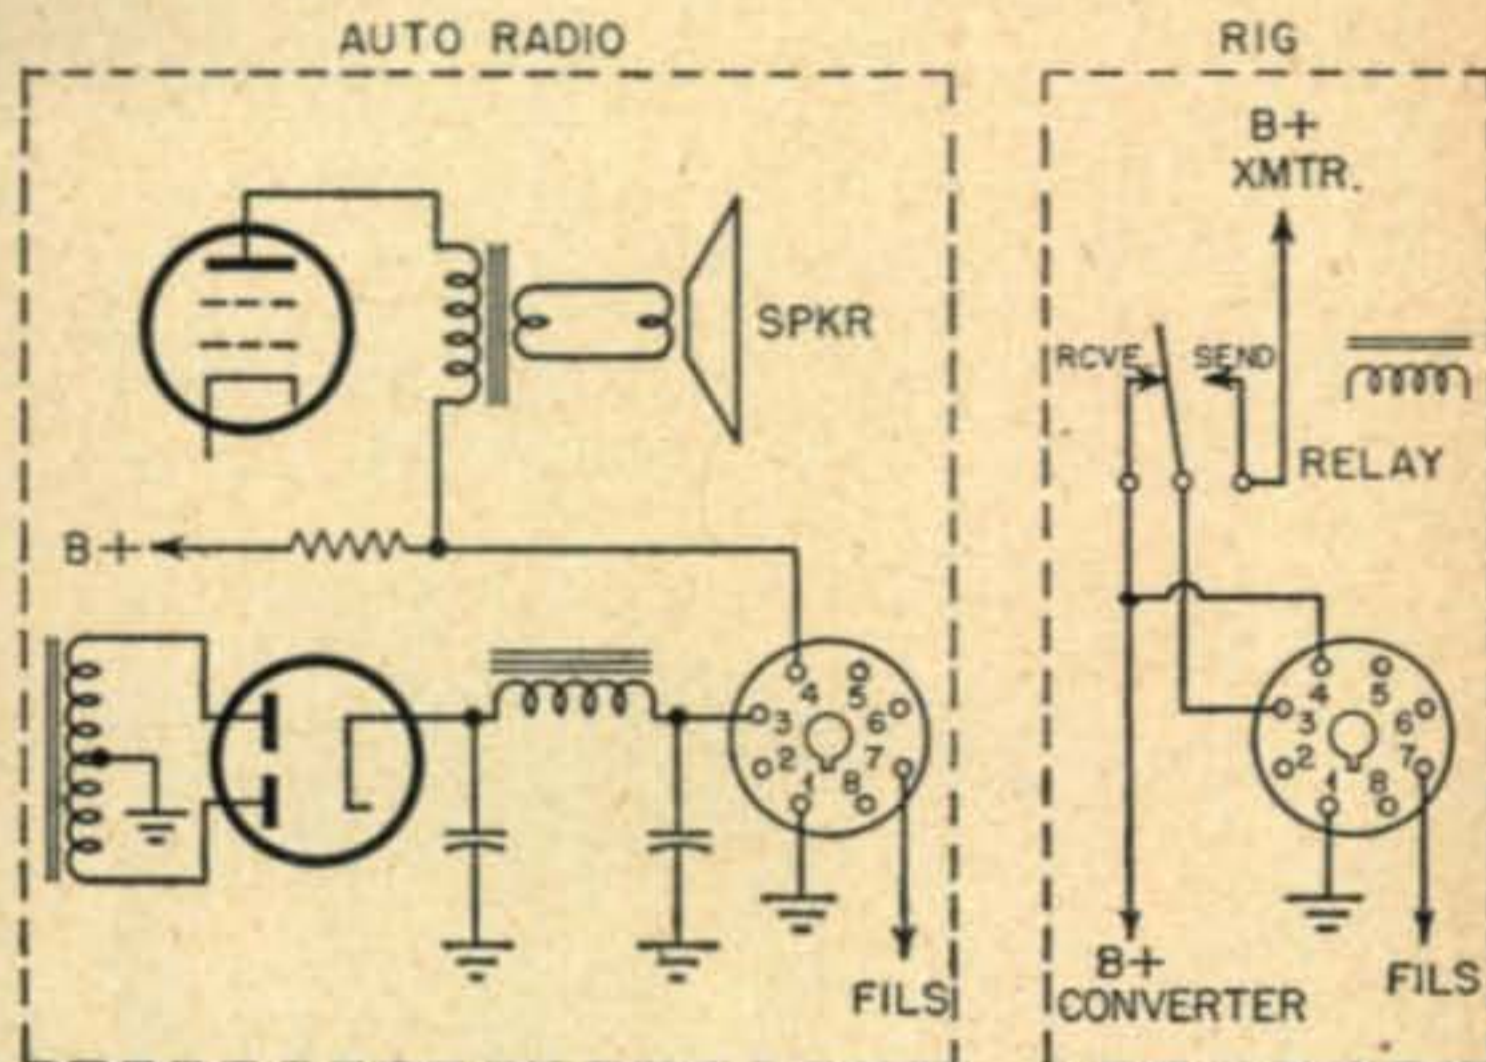 AUTO RADIO
SPKR
B+
4
5
3
6
2
7
1
8
FILS
RIG
B+
XMTR.
RCVE
SEND
RELAY
4
5
3
6
2
7
1
8
B+
CONVERTER
FILS